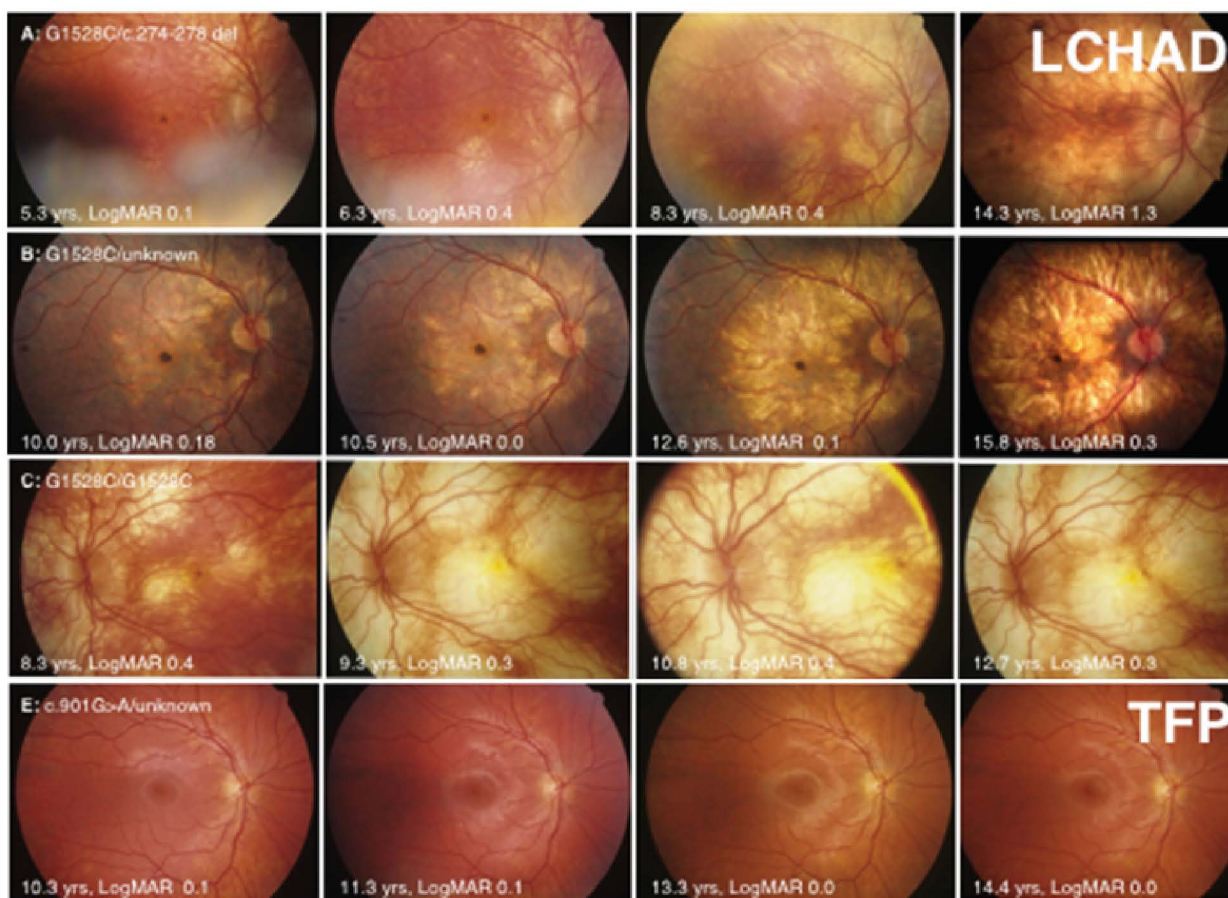 A: G1528C/c.274-278 del
LCHAD
5.3 yrs, LogMAR 0.1
6.3 yrs, LogMAR 0.4
8.3 yrs, LogMAR 0.4
14.3 yrs, LogMAR 1.3
B: G1528C/unknown
10.0 yrs, LogMAR 0.18
10.5 yrs, LogMAR 0.0
12.6 yrs, LogMAR 0.1
15.8 yrs, LogMAR 0.3
C: G1528C/G1528C
8.3 yrs, LogMAR 0.4
9.3 yrs, LogMAR 0.3
10.8 yrs, LogMAR 0.4
12.7 yrs, LogMAR 0.3
E: c.901G>A/unknown
TFP
10.3 yrs, LogMAR 0.1
11.3 yrs, LogMAR 0.1
13.3 yrs, LogMAR 0.0
14.4 yrs, LogMAR 0.0